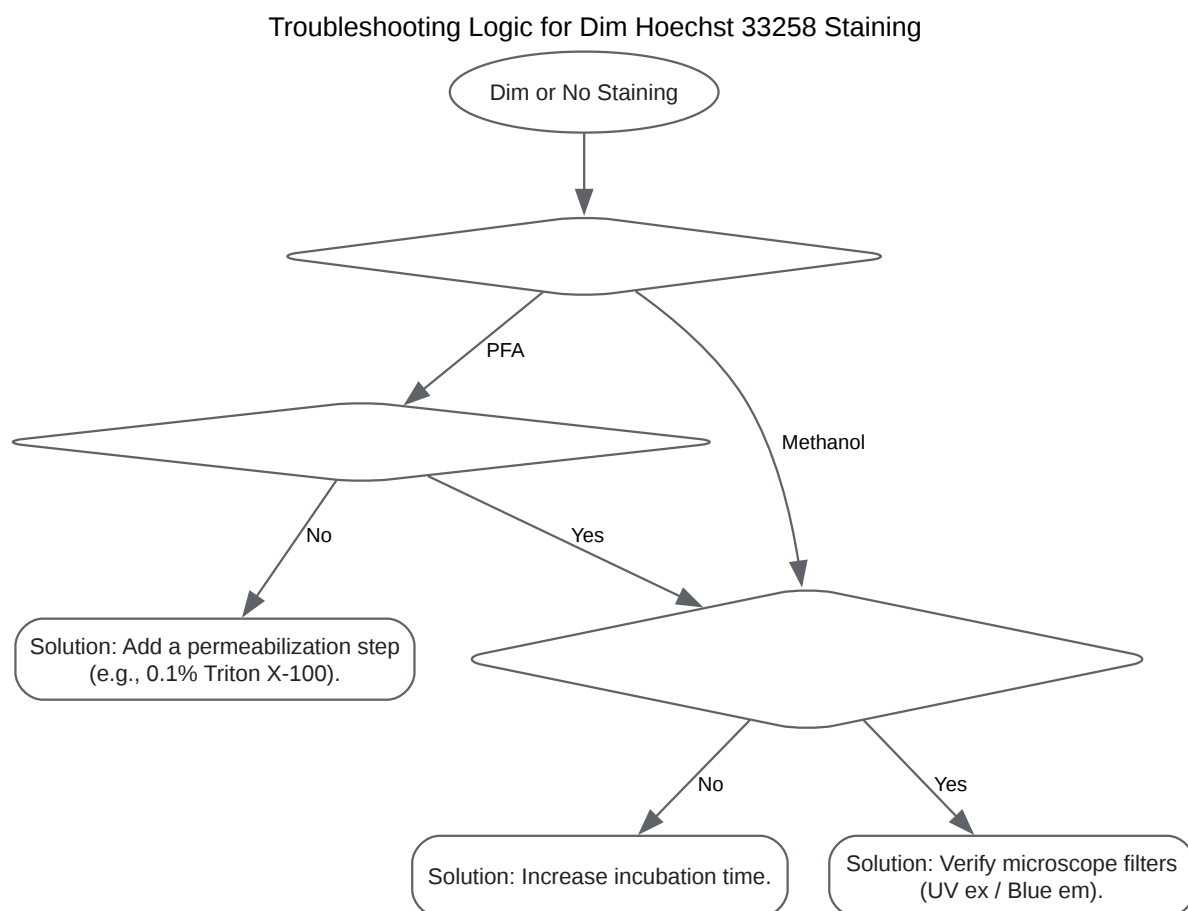 Troubleshooting Logic for Dim Hoechst 33258 Staining
Dim or No Staining
PFA
Methanol
No
Yes
Solution: Add a permeabilization step
(e.g., 0.1% Triton X-100).
No
Yes
Solution: Increase incubation time.
Solution: Verify microscope filters
(UV ex / Blue em).